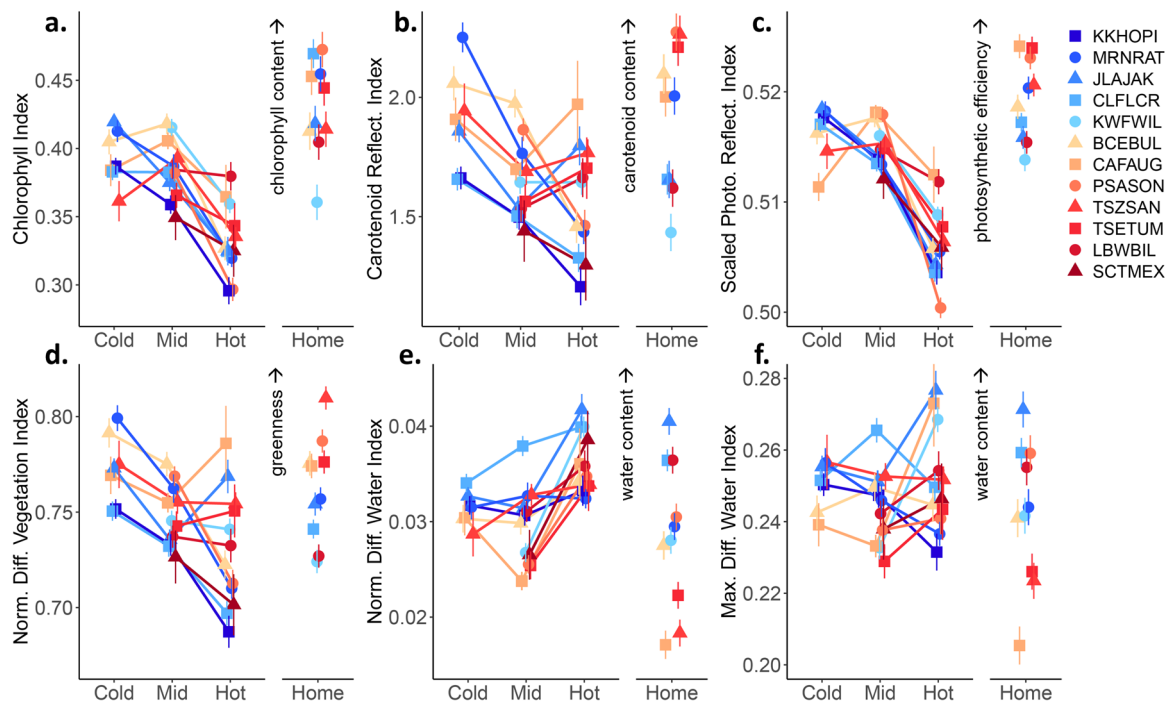 a.
Chlorophyll Index
0.45
0.40
0.35
0.30
Cold Mid Hot
chlorophyll content →
Home
b.
Carotenoid Reflect. Index
2.0
1.5
Cold Mid Hot
carotenoid content →
Home
c.
Scaled Photo. Reflect. Index
0.52
0.51
0.50
Cold Mid Hot
photosynthetic efficiency →
Home
KKHOPI
MRNRAT
JLAJAK
CLFLCR
KWFWIL
BCEBUL
CAFAUG
PSASON
TSZSAN
TSETUM
LBWBIL
SCTMEX
d.
Norm. Diff. Vegetation Index
0.80
0.75
0.70
Cold Mid Hot
greenness →
Home
e.
Norm. Diff. Water Index
0.04
0.03
0.02
Cold Mid Hot
water content →
Home
f.
Max. Diff. Water Index
0.28
0.26
0.24
0.22
0.20
Cold Mid Hot
water content →
Home